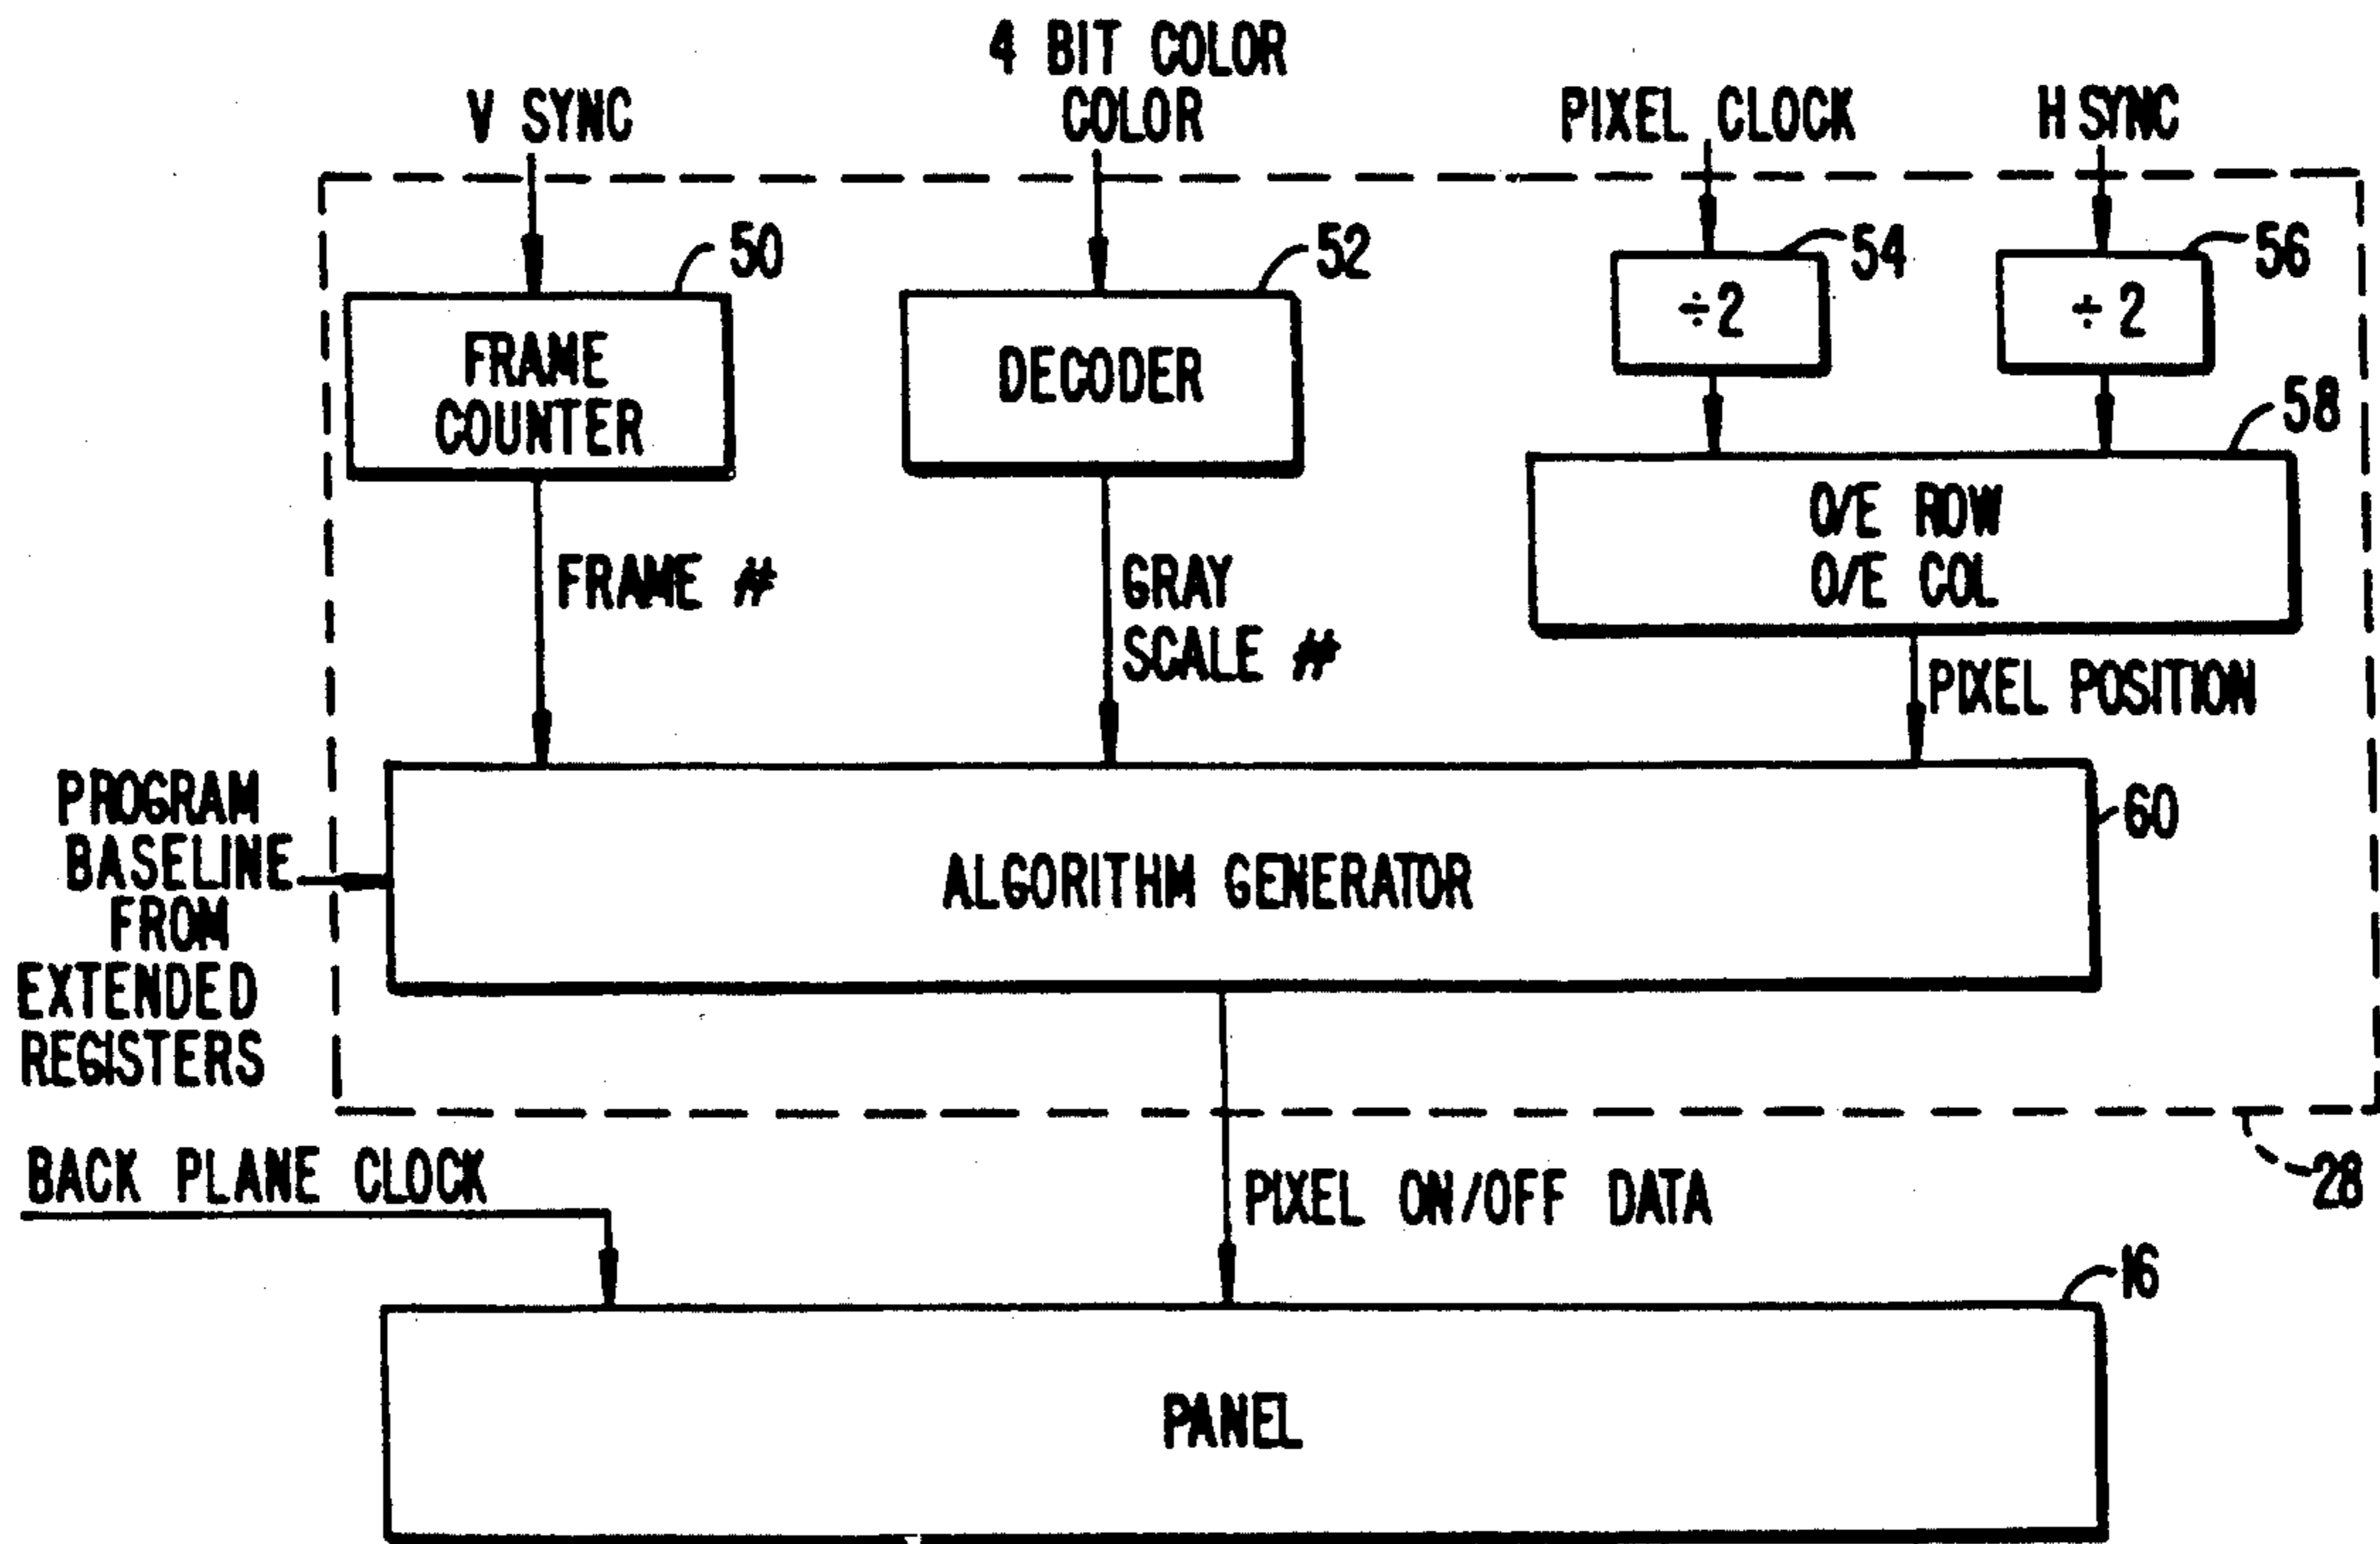 4 BIT COLOR
V SYNC
COLOR
PIXEL CLOCK
H SYNC
50
52
54
56
÷2
÷2
FRAME
COUNTER
DECODER
58
O/E ROW
O/E COL
FRAME #
GRAY
SCALE #
PIXEL POSITION
PROGRAM
BASELINE
FROM
EXTENDED
REGISTERS
60
ALGORITHM GENERATOR
BACK PLANE CLOCK
PIXEL ON/OFF DATA
28
16
PANEL